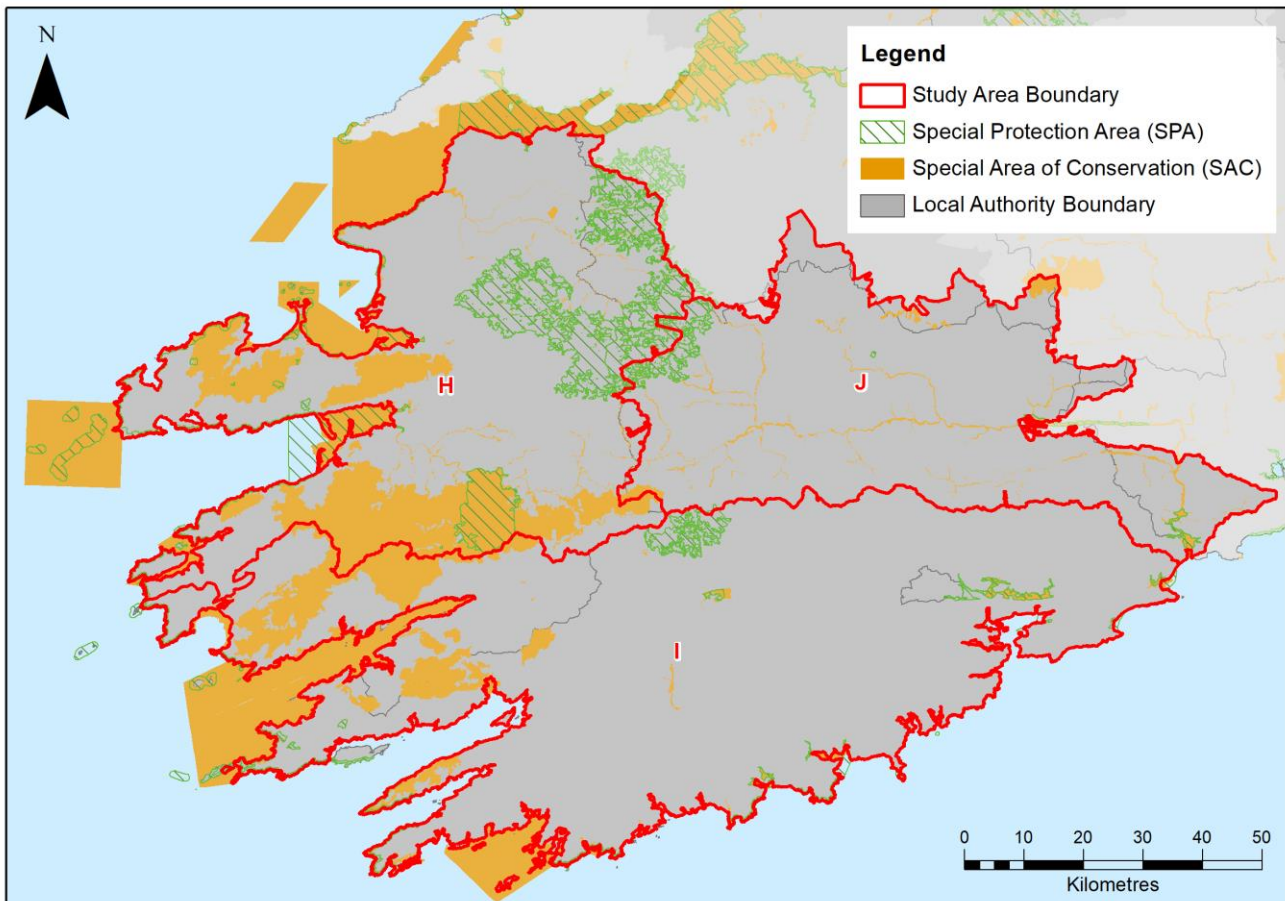 N
Legend
Study Area Boundary
Special Protection Area (SPA)
Special Area of Conservation (SAC)
Local Authority Boundary
H
J
I
0 10 20 30 40 50
Kilometres